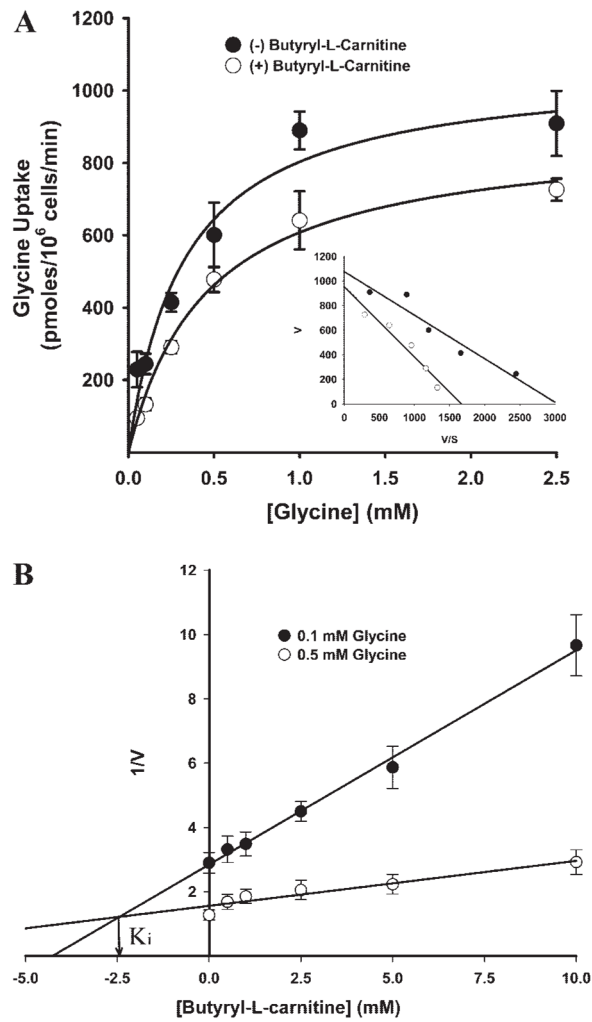 A
(-) Butyryl-L-Carnitine
(+) Butyryl-L-Carnitine
Glycine Uptake
(pmoles/10⁶ cells/min)
1200
1000
800
600
400
200
0.0 0.5 1.0 1.5 2.0 2.5
[Glycine] (mM)
V
1200
1000
800
600
400
200
0
0 500 1000 1500 2000 2500 3000
V/S
B
0.1 mM Glycine
0.5 mM Glycine
1/V
12
10
8
6
4
2
Ki
-5.0 -2.5 0.0 2.5 5.0 7.5 10.0
[Butyryl-L-carnitine] (mM)